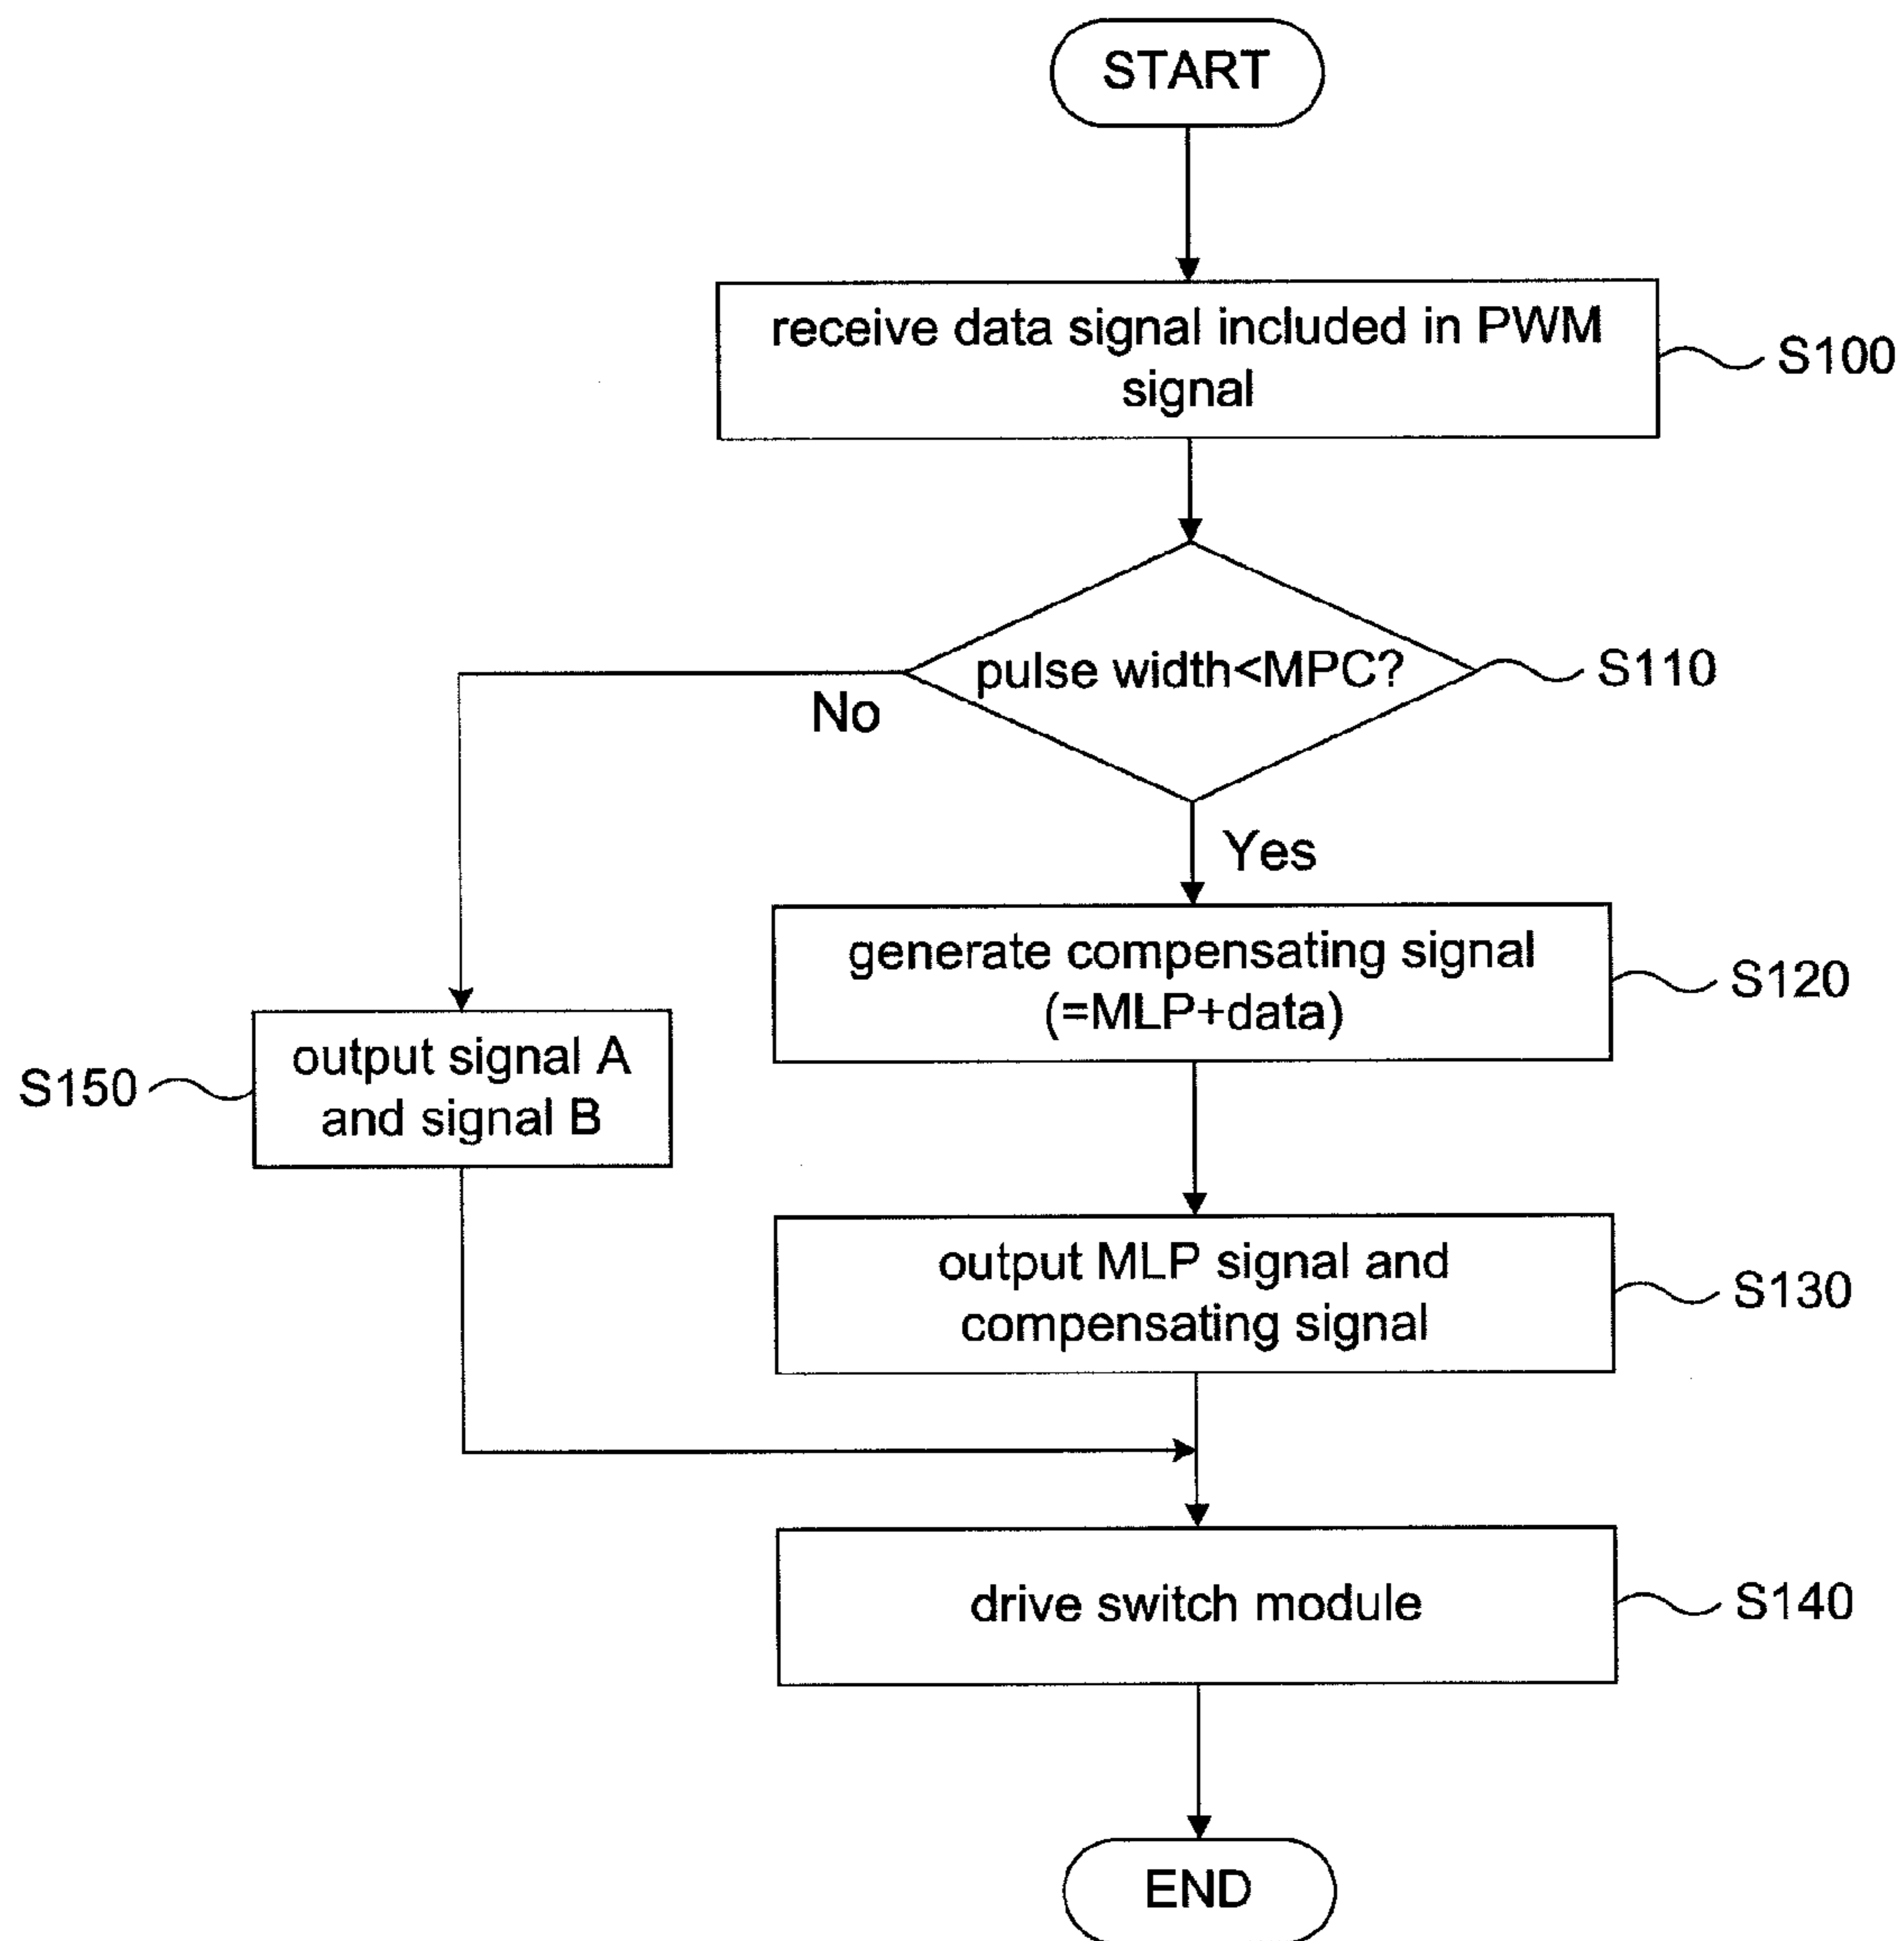 START
receive data signal included in PWM
signal
S100
pulse width<MPC?
S110
No
Yes
generate compensating signal
(=MLP+data)
S120
output signal A
and signal B
S150
output MLP signal and
compensating signal
S130
drive switch module
S140
END